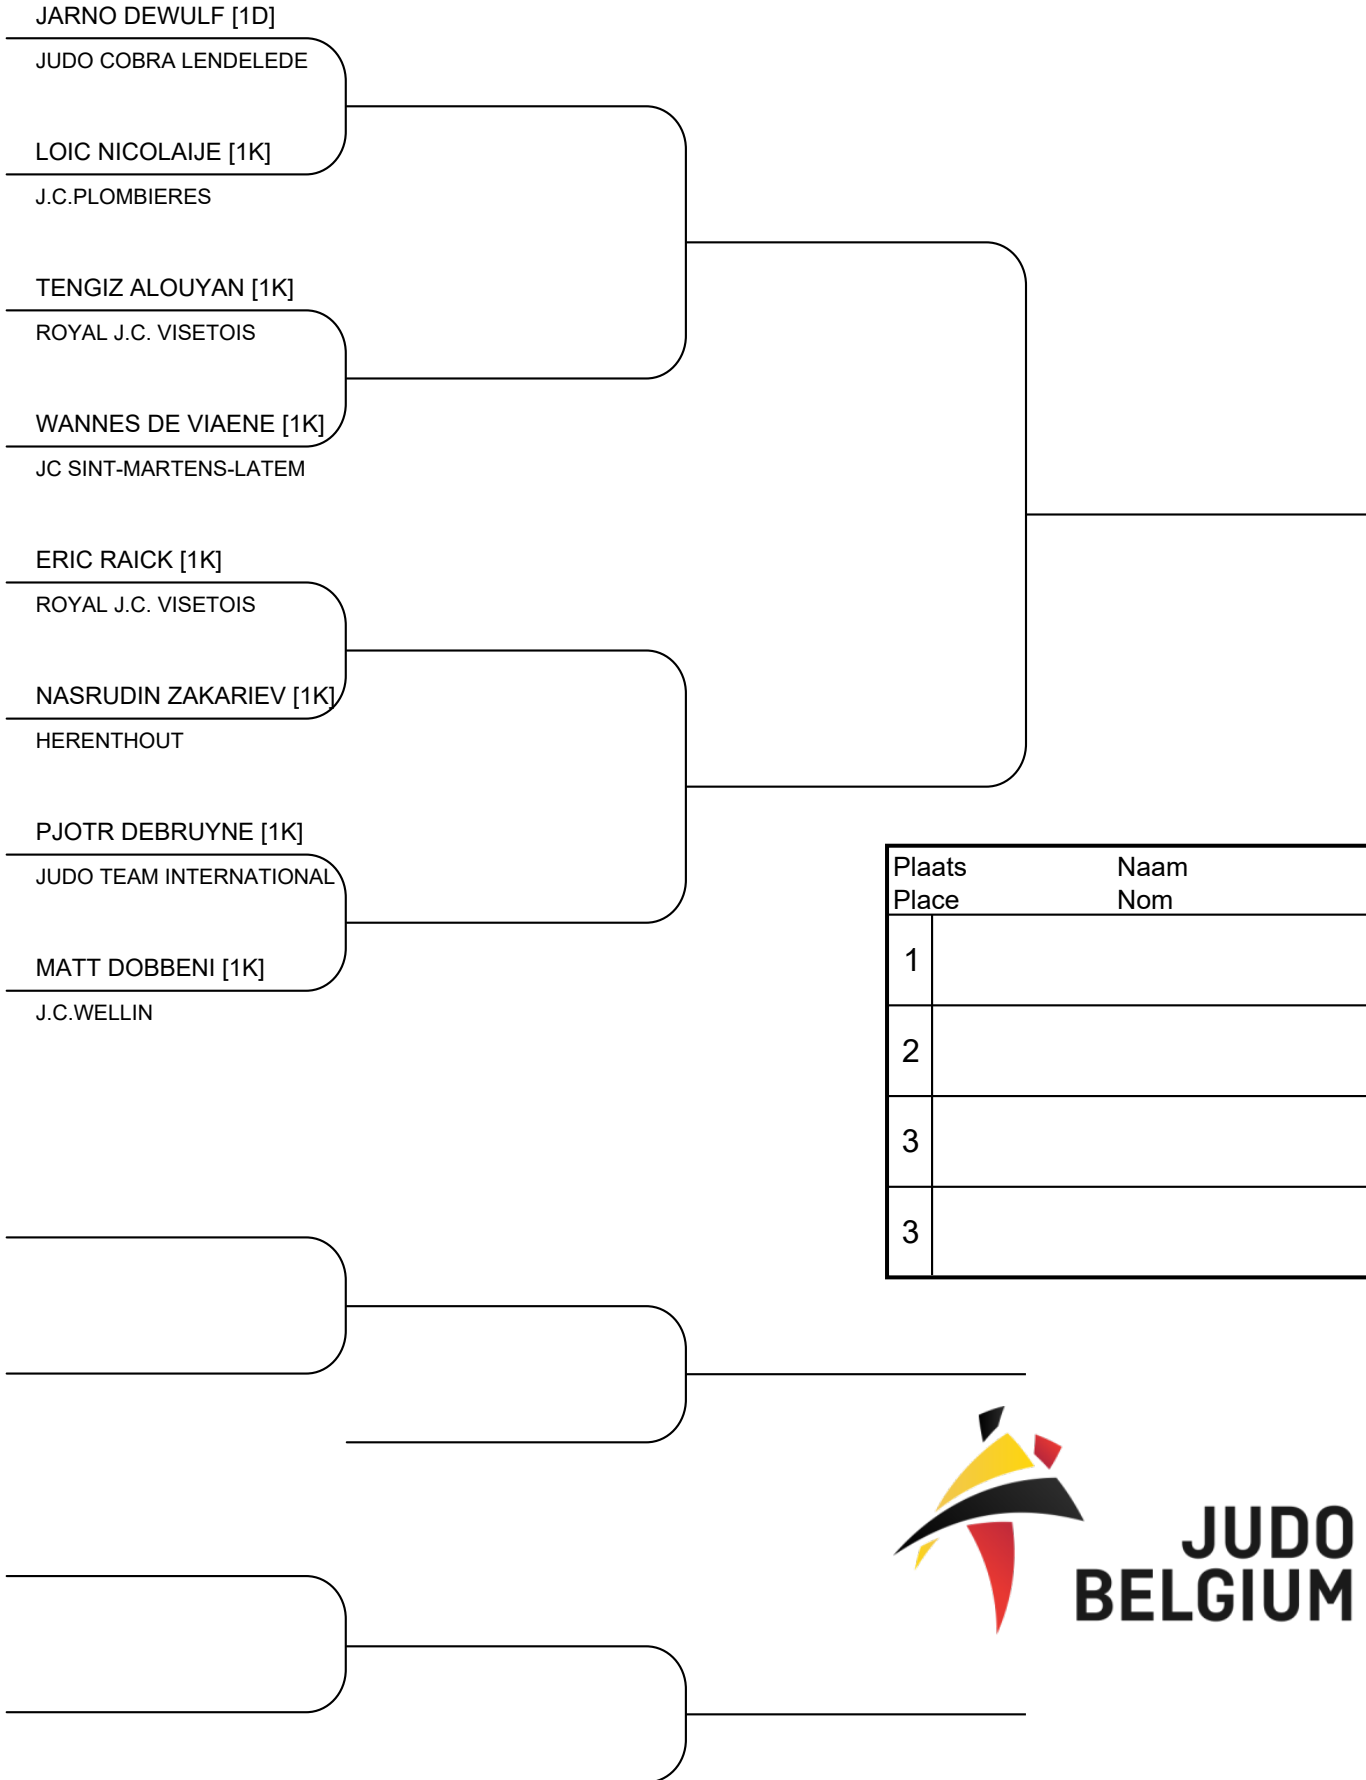 JARNO DEWULF [1D]
JUDO COBRA LENDELEDE
LOIC NICOLAIJE [1K]
J.C.PLOMBIERES
TENGIZ ALOUYAN [1K]
ROYAL J.C. VISETOIS
WANNES DE VIAENE [1K]
JC SINT-MARTENS-LATEM
ERIC RAICK [1K]
ROYAL J.C. VISETOIS
NASRUDIN ZAKARIEV [1K]
HERENTHOUT
PJOTR DEBRUYNE [1K]
JUDO TEAM INTERNATIONAL
MATT DOBBENI [1K]
J.C.WELLIN
Plaats Naam
Place Nom
1
2
3
3
JUDO
BELGIUM